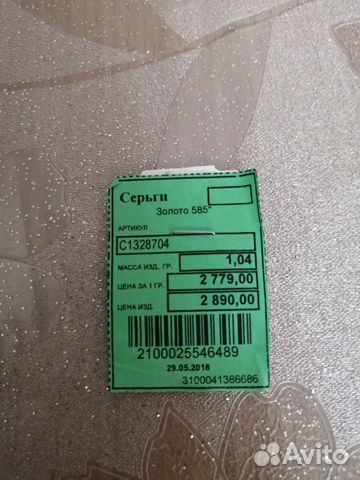 Серьги
Золото 585°
АРТИКУЛ
С1328704
МАССА ИЗД, ГР. 1,04
ЦЕНА ЗА 1 ГР. 2 779,00
ЦЕНА ИЗД. 2 890,00
2100025546489
29.05.2018
3100041386686
Avito